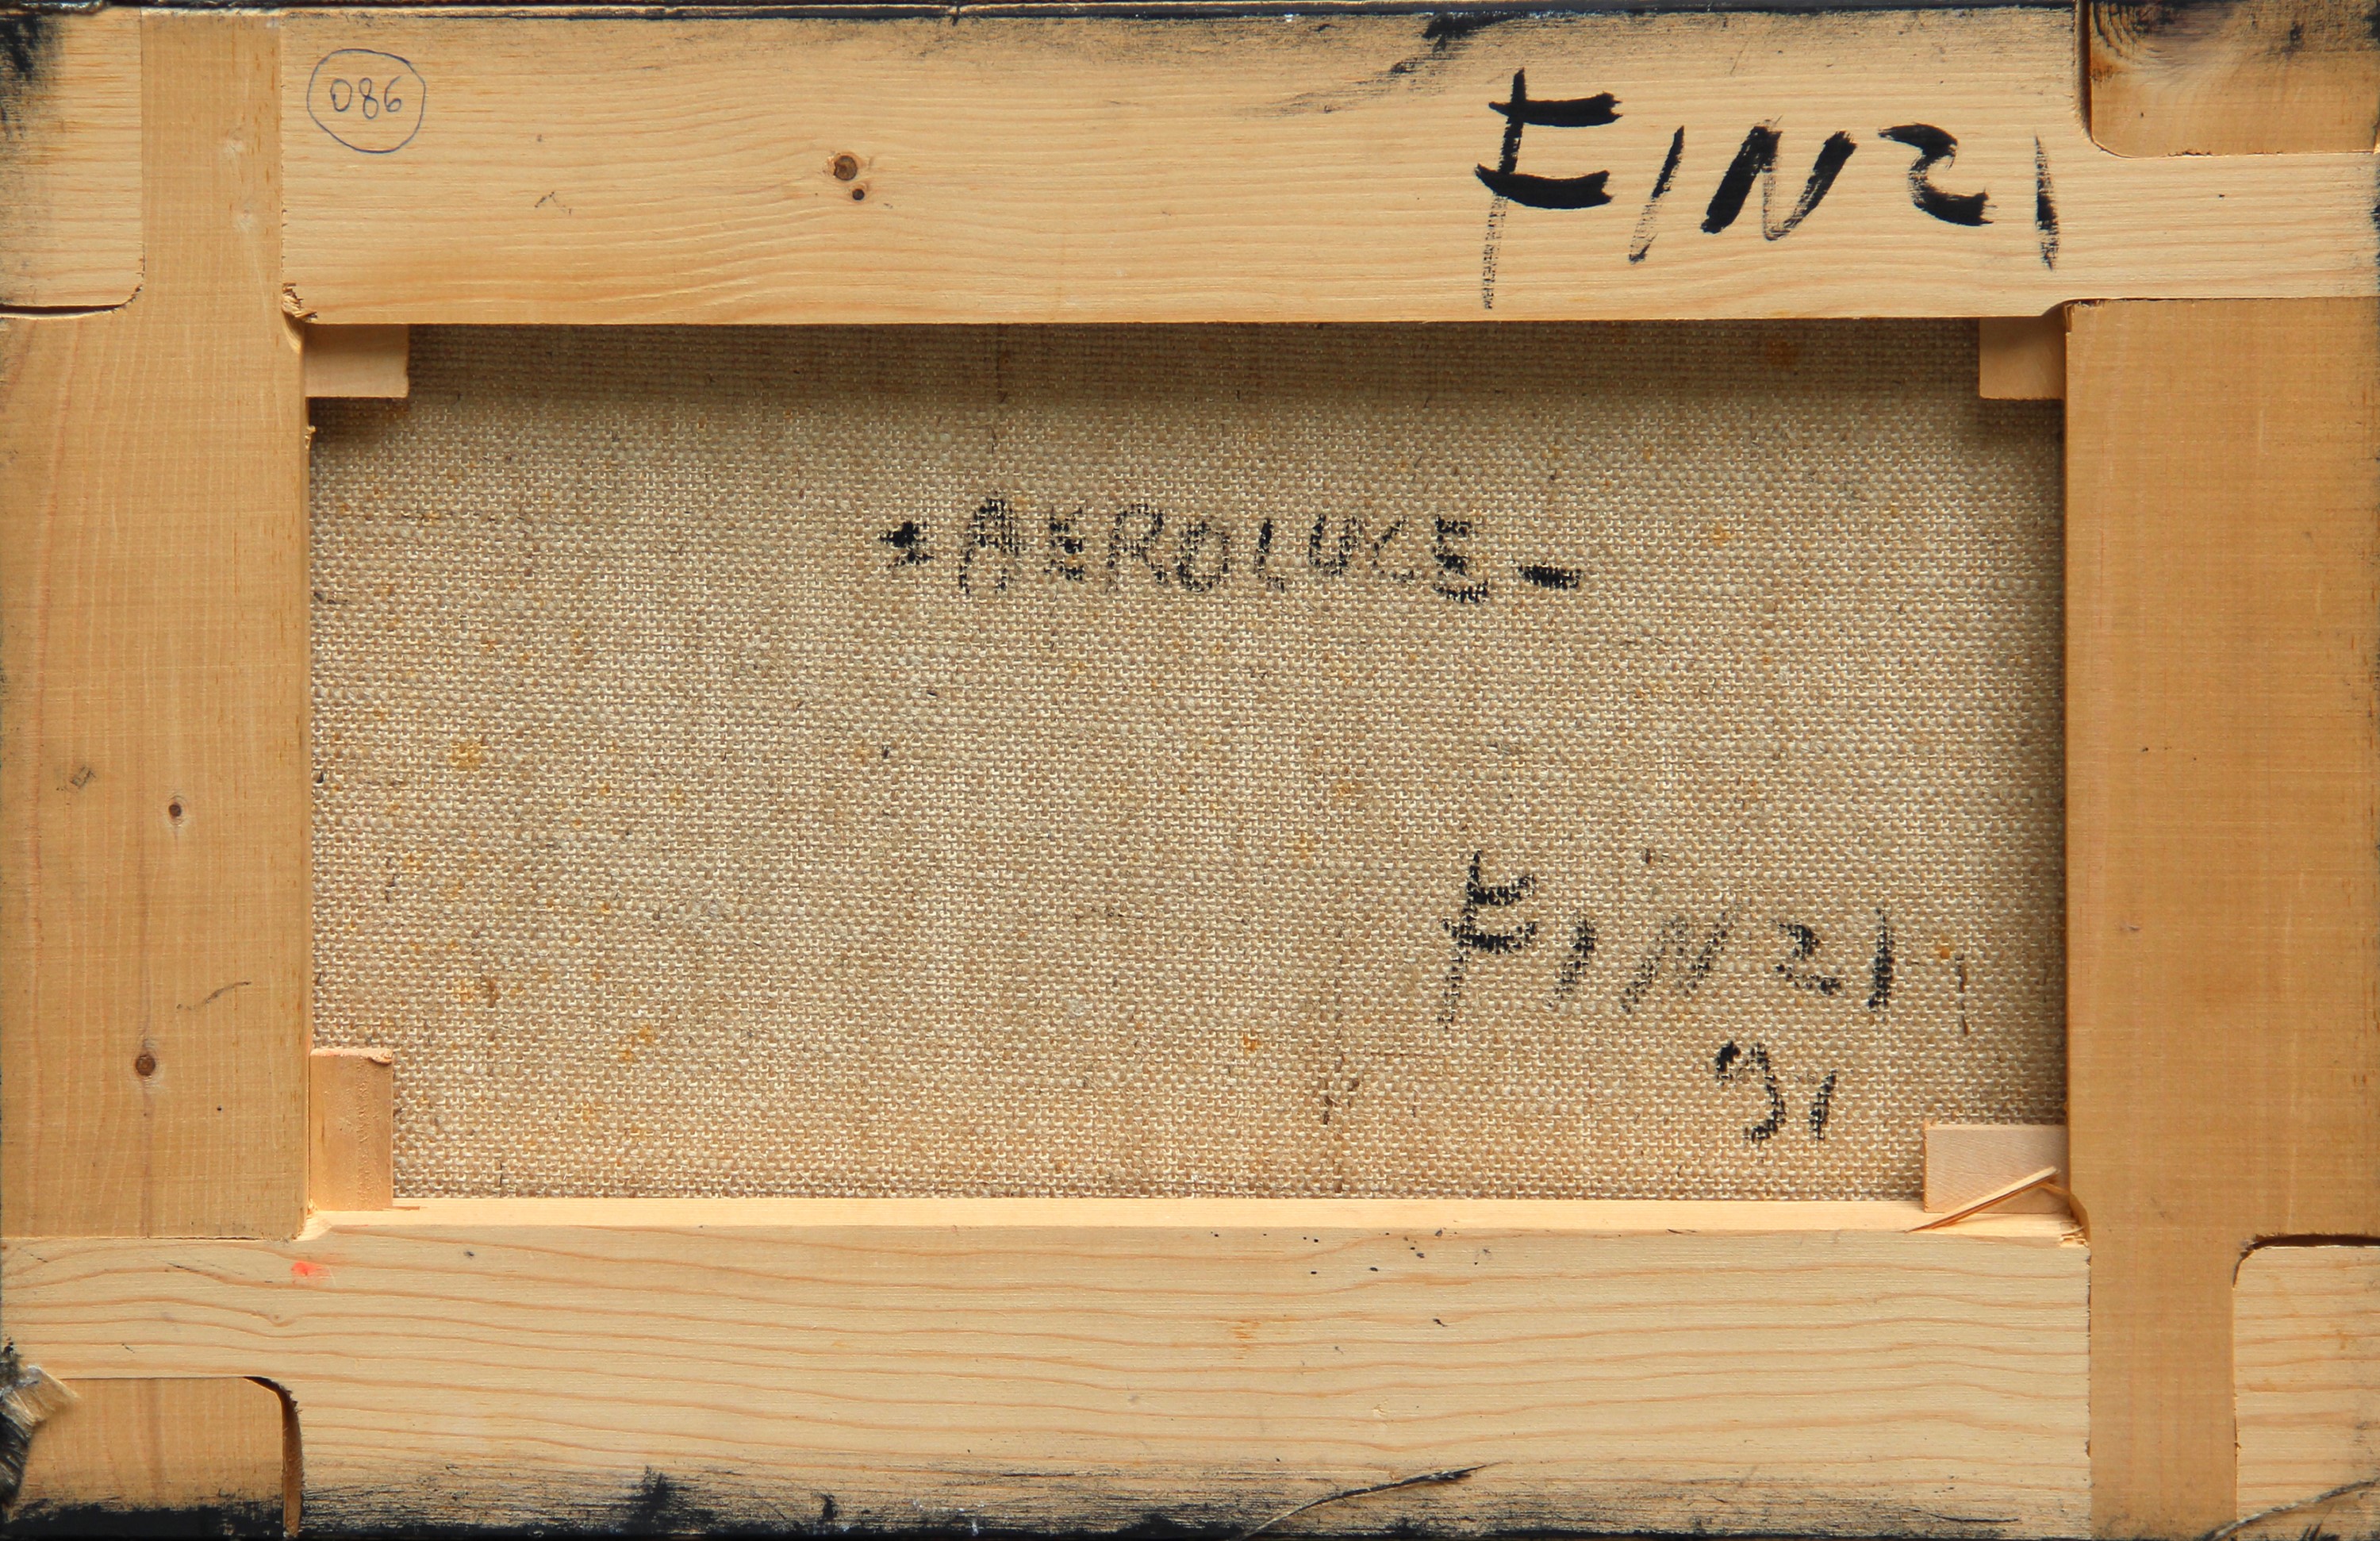 086
FINZI
- AEROLUCE -
FINZI
91